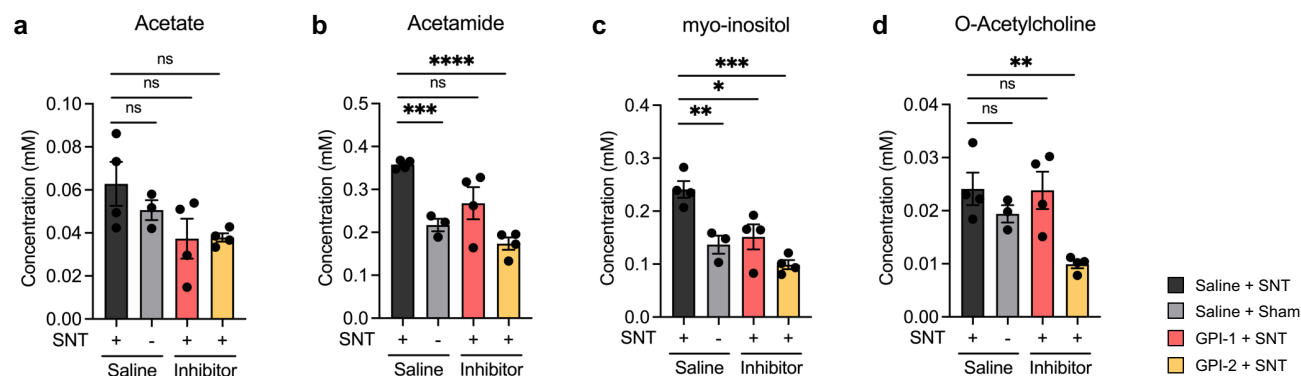 a
Acetate
ns
ns
ns
Concentration (mM)
0.10
0.08
0.06
0.04
0.02
0.00
SNT + - + +
Saline Inhibitor
b
Acetamide
****
ns
***
Concentration (mM)
0.5
0.4
0.3
0.2
0.1
0.0
SNT + - + +
Saline Inhibitor
c
myo-inositol
***
*
**
Concentration (mM)
0.4
0.3
0.2
0.1
0.0
SNT + - + +
Saline Inhibitor
d
O-Acetylcholine
**
ns
ns
Concentration (mM)
0.04
0.03
0.02
0.01
0.00
SNT + - + +
Saline Inhibitor
Saline + SNT
Saline + Sham
GPI-1 + SNT
GPI-2 + SNT